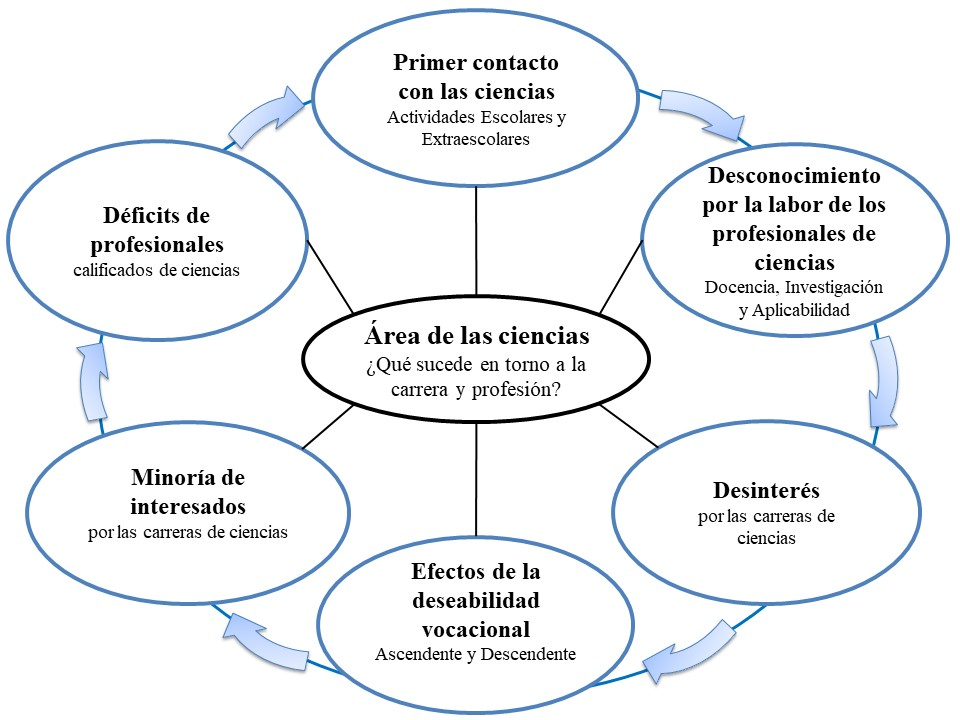 Primer contacto
con las ciencias
Actividades Escolares y
Extraescolares
Desconocimiento
por la labor de los
profesionales de
ciencias
Docencia, Investigación
y Aplicabilidad
Déficits de
profesionales
calificados de ciencias
Área de las ciencias
¿Qué sucede en torno a la
carrera y profesión?
Minoría de
interesados
por las carreras de ciencias
Desinterés
por las carreras de
ciencias
Efectos de la
deseabilidad
vocacional
Ascendente y Descendente